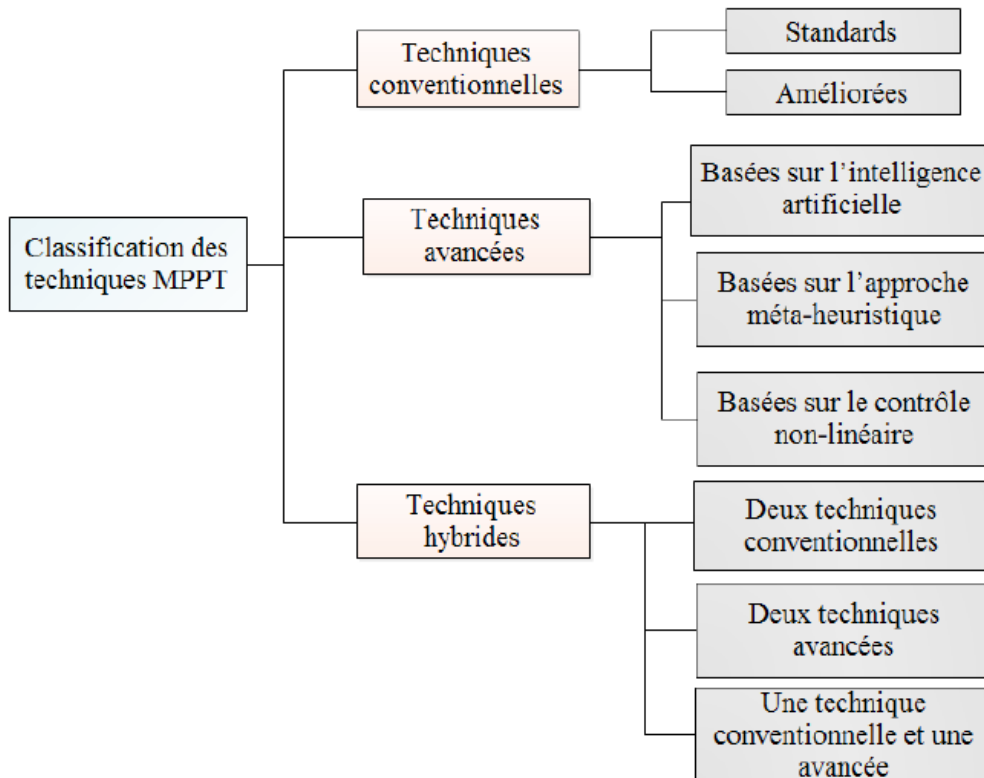 Classification des
techniques MPPT
Techniques
conventionnelles
Standards
Améliorées
Techniques
avancées
Basées sur l'intelligence
artificielle
Basées sur l'approche
méta-heuristique
Basées sur le contrôle
non-linéaire
Techniques
hybrides
Deux techniques
conventionnelles
Deux techniques
avancées
Une technique
conventionnelle et une
avancée